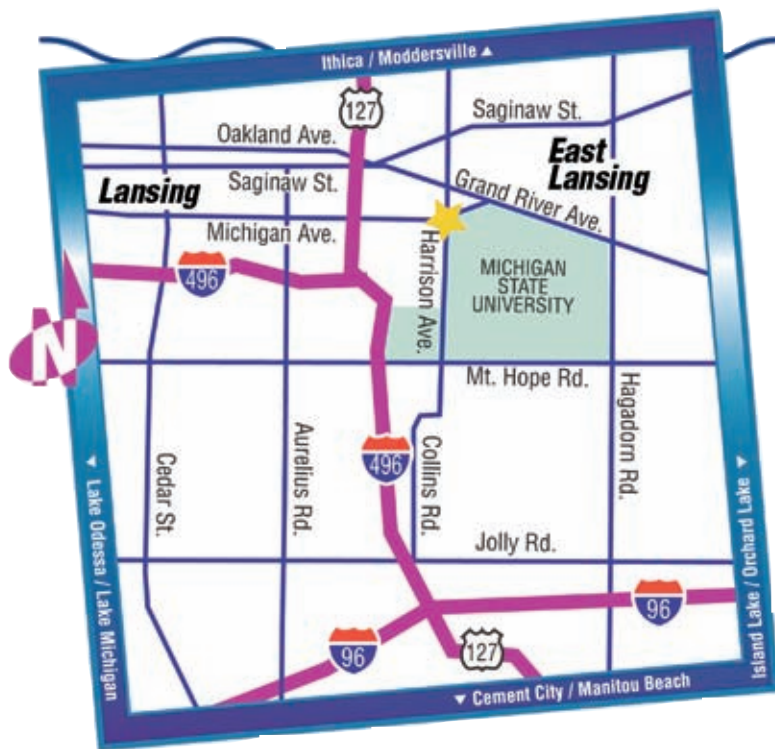 Ithica / Moddersville ▲
127
Saginaw St.
Oakland Ave.
East
Lansing
Saginaw St.
Lansing
Grand River Ave.
Michigan Ave.
Harrison Ave.
496
MICHIGAN
STATE
UNIVERSITY
N
Mt. Hope Rd.
Hagadorn Rd.
Aurelius Rd.
Collins Rd.
Cedar St.
496
◄ Lake Odessa / Lake Michigan
Jolly Rd.
Island Lake / Orchard Lake ►
96
96
127
▼ Cement City / Manitou Beach